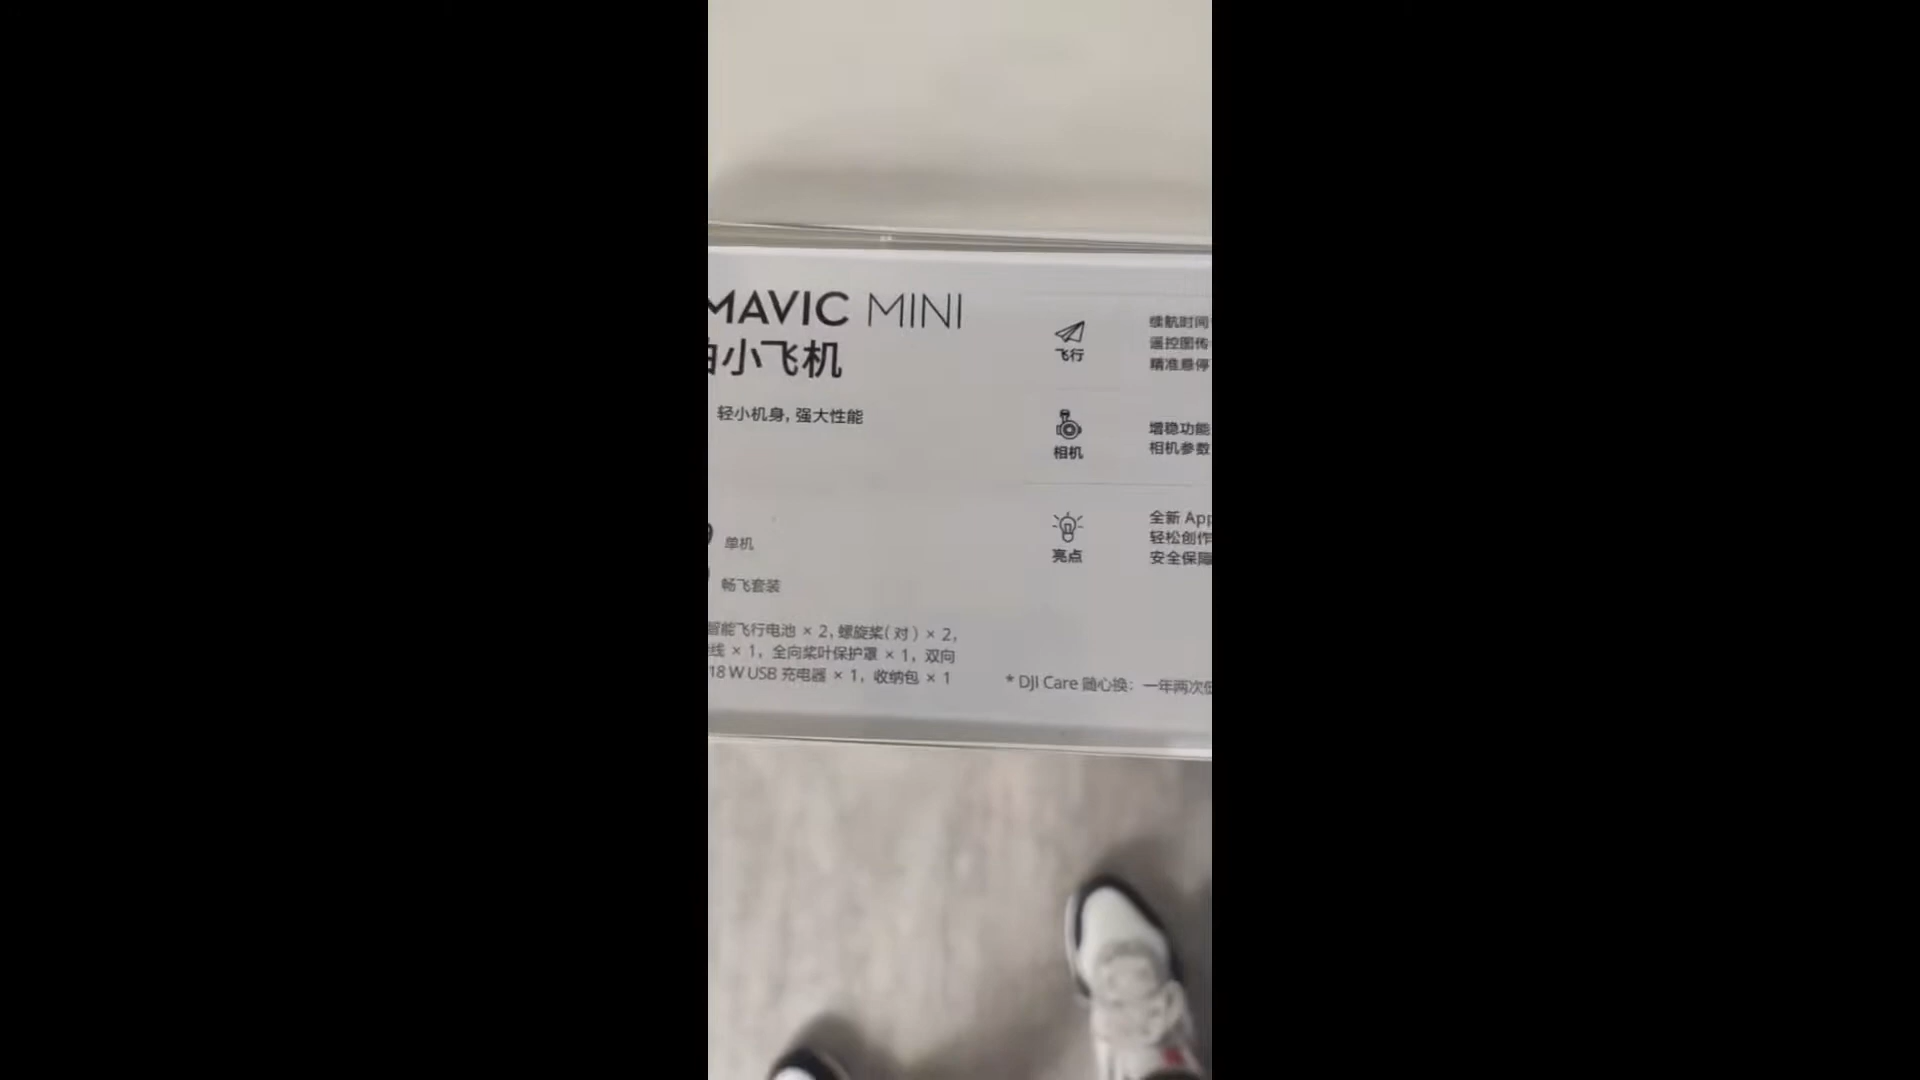 MAVIC MINI
小飞机
轻小机身, 强大性能
单机
畅飞套装
智能飞行电池 × 2, 螺旋桨(对) × 2,
线 × 1, 全向桨叶保护罩 × 1, 双向
18 W USB 充电器 × 1, 收纳包 × 1
飞行
续航时间
遥控图传
精准悬停
相机
增稳功能
相机参数
亮点
全新 App
轻松创作
安全保障
* DJI Care 随心换: 一年两次